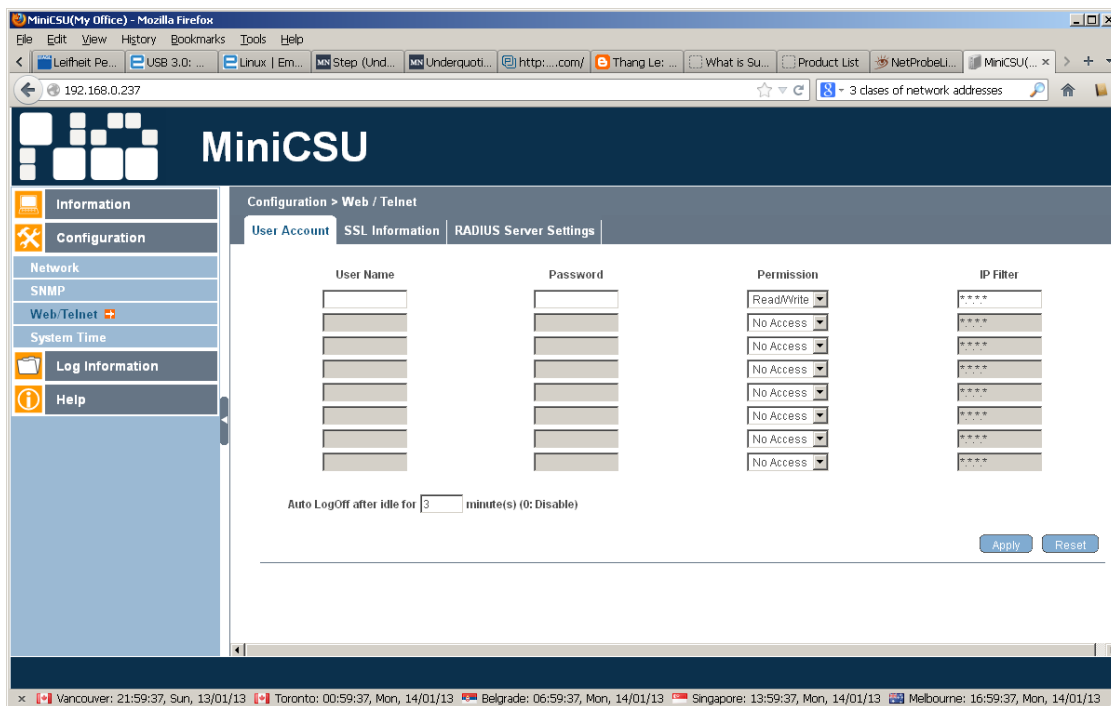 MiniCSU(My Office) - Mozilla Firefox
File Edit View History Bookmarks Tools Help
Leifheit Pe... USB 3.0: ... Linux | Em... MN Step (Und... MN Underquoti... http:....com/ Thang Le: ... What is Su... Product List NetProbeLi... MiniCSU(... ×
192.168.0.237 8 3 clases of network addresses
MiniCSU
Information
Configuration
Network
SNMP
Web/Telnet
System Time
Log Information
Help
Configuration > Web / Telnet
User Account SSL Information RADIUS Server Settings
User Name Password Permission IP Filter
Read/Write *.*.*.*
No Access *.*.*.*
No Access *.*.*.*
No Access *.*.*.*
No Access *.*.*.*
No Access *.*.*.*
No Access *.*.*.*
No Access *.*.*.*
Auto LogOff after idle for 3 minute(s) (0: Disable)
Apply Reset
× Vancouver: 21:59:37, Sun, 13/01/13 Toronto: 00:59:37, Mon, 14/01/13 Belgrade: 06:59:37, Mon, 14/01/13 Singapore: 13:59:37, Mon, 14/01/13 Melbourne: 16:59:37, Mon, 14/01/13